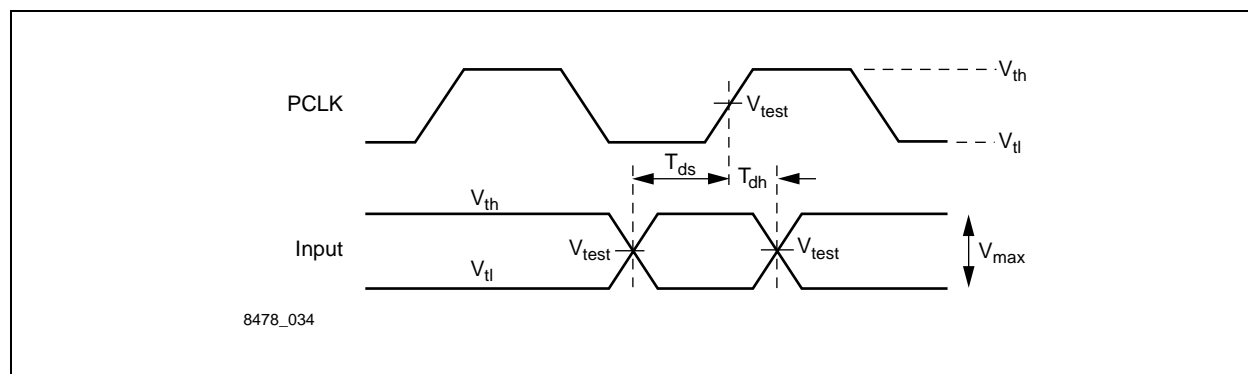 V_th
PCLK
V_test
V_tl
T_ds
T_dh
V_th
Input
V_test
V_test
V_max
V_tl
8478_034